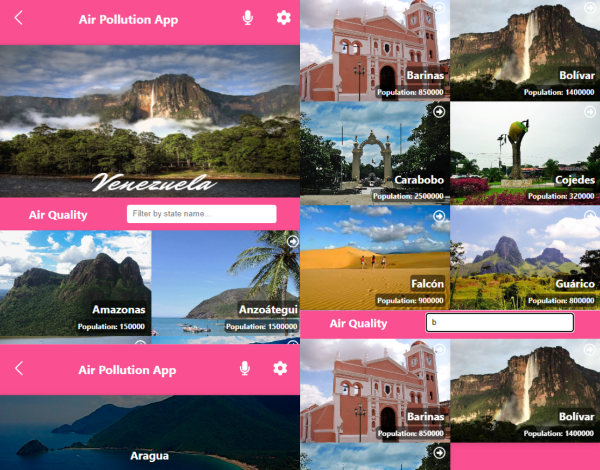 Air Pollution App
Venezuela
Air Quality
Filter by state name...
Amazonas
Population: 150000
Anzoátegui
Population: 1500000
Air Pollution App
Aragua
Barinas
Population: 850000
Bolívar
Population: 1400000
Carabobo
Population: 2500000
Cojedes
Population: 320000
Falcón
Population: 900000
Guárico
Population: 800000
Air Quality
b
Barinas
Population: 850000
Bolívar
Population: 1400000